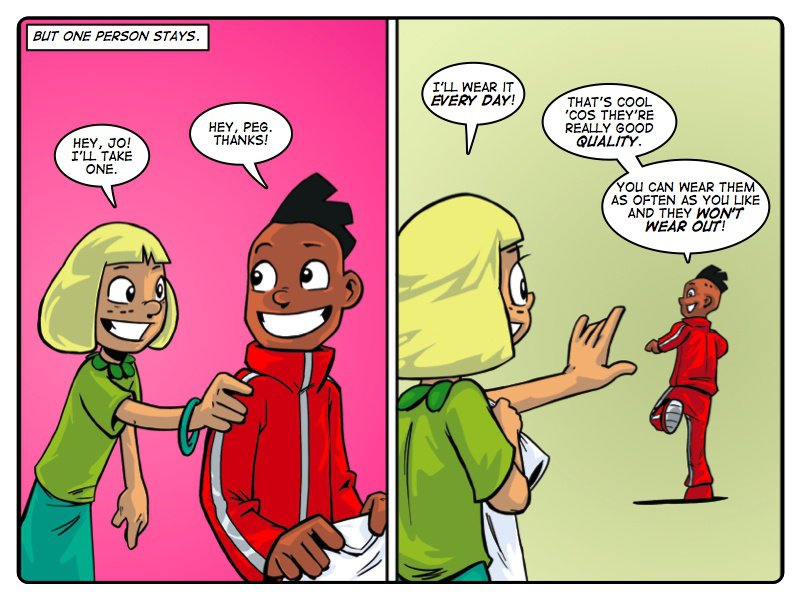 BUT ONE PERSON STAYS.
HEY, JO!
I'LL TAKE
ONE.
HEY, PEG.
THANKS!
I'LL WEAR IT
EVERY DAY!
THAT'S COOL
'COS THEY'RE
REALLY GOOD
QUALITY.
YOU CAN WEAR THEM
AS OFTEN AS YOU LIKE
AND THEY WON'T
WEAR OUT!